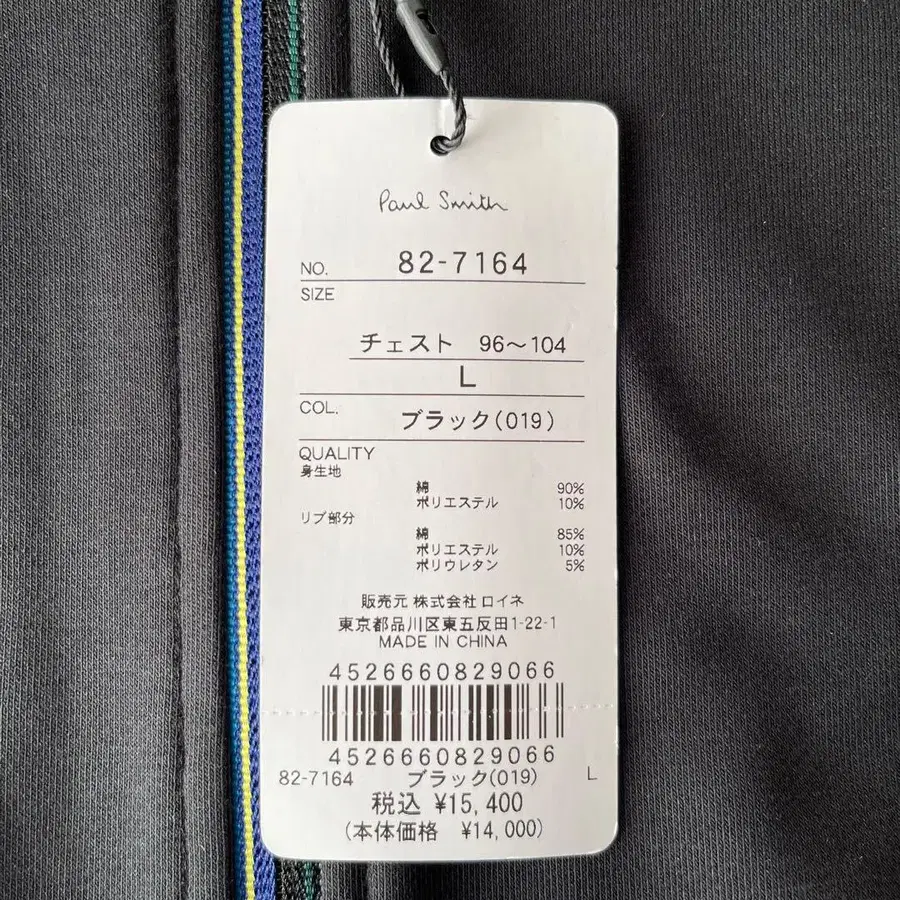 Paul Smith
NO. 82-7164
SIZE
チェスト 96〜104
L
COL. ブラック(019)
QUALITY
身生地
綿 90%
ポリエステル 10%
リブ部分
綿 85%
ポリエステル 10%
ポリウレタン 5%
販売元 株式会社 ロイネ
東京都品川区東五反田1-22-1
MADE IN CHINA
4526660829066
4526660829066
82-7164 ブラック(019) L
税込 ¥15,400
(本体価格 ¥14,000)